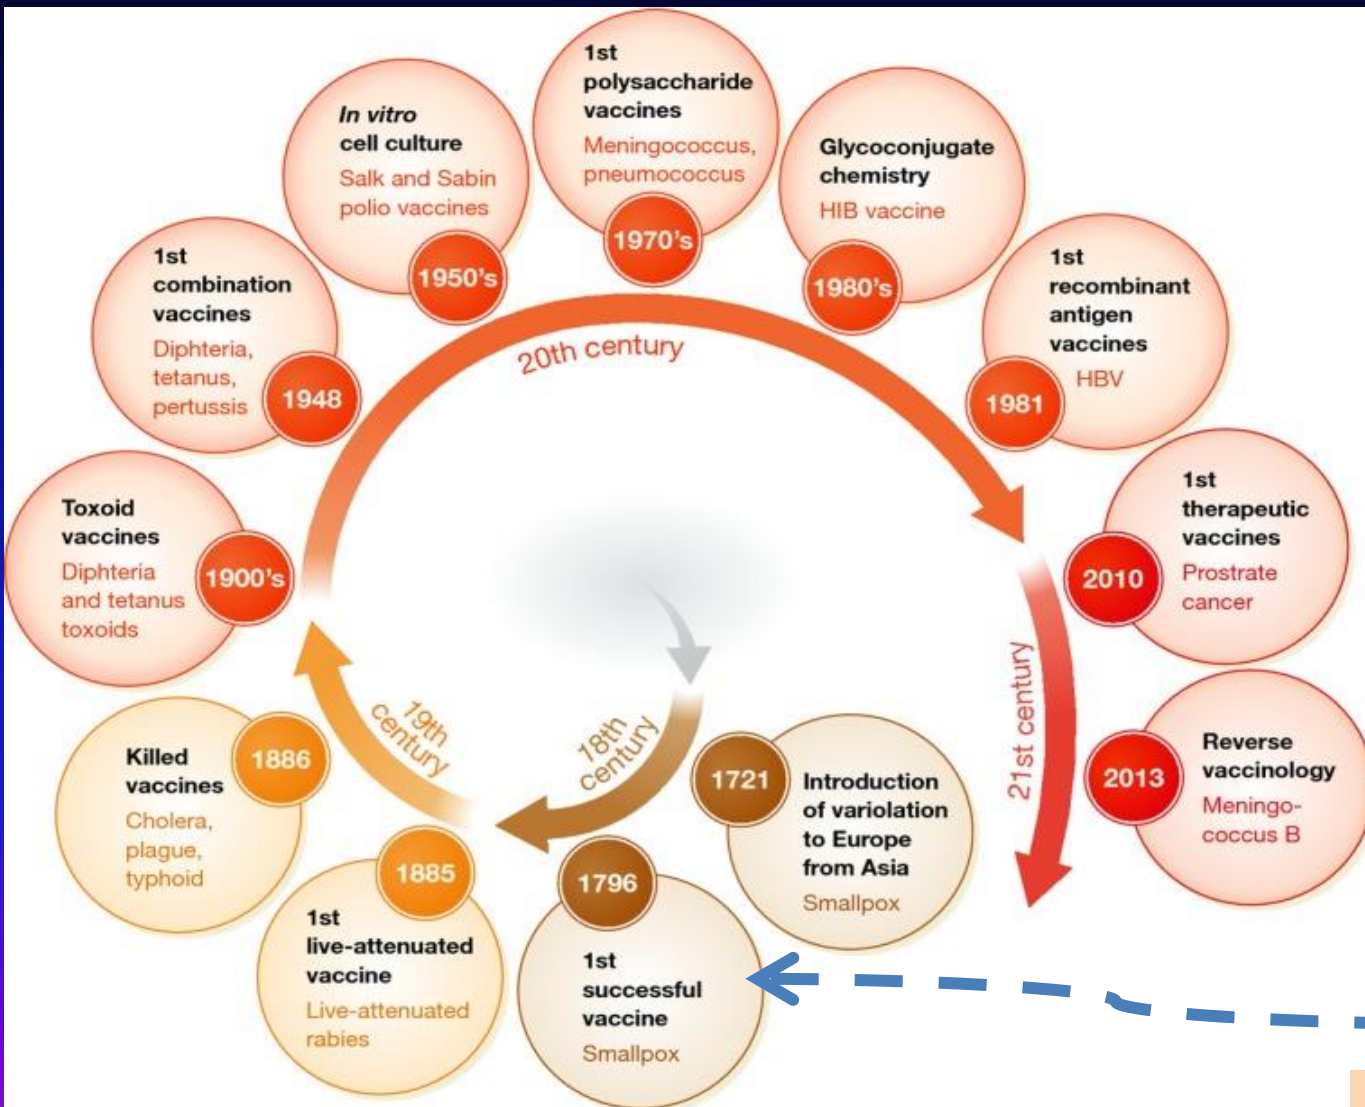 1st
polysaccharide
vaccines
Meningococcus,
pneumococcus
1970's
In vitro
cell culture
Salk and Sabin
polio vaccines
1950's
Glycoconjugate
chemistry
HIB vaccine
1980's
1st
combination
vaccines
Diphteria,
tetanus,
pertussis
1948
1st
recombinant
antigen
vaccines
HBV
1981
20th century
Toxoid
vaccines
Diphteria
and tetanus
toxoids
1900's
1st
therapeutic
vaccines
Prostrate
cancer
2010
21st century
Killed
vaccines
Cholera,
plague,
typhoid
1886
19th
century
18th
century
1721
Introduction
of variolation
to Europe
from Asia
Smallpox
Reverse
vaccinology
Meningo-
coccus B
2013
1885
1st
live-attenuated
vaccine
Live-attenuated
rabies
1796
1st
successful
vaccine
Smallpox